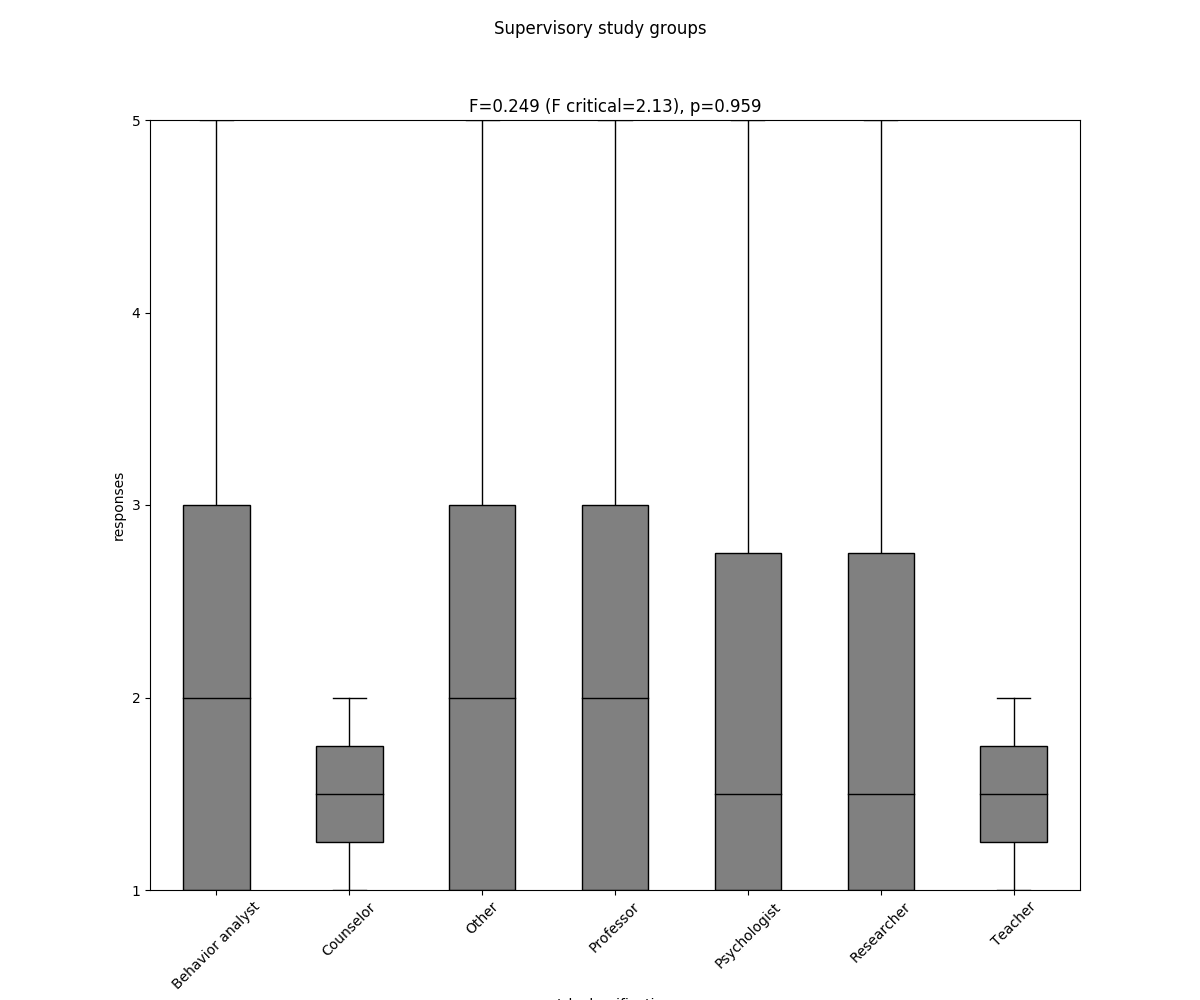 Supervisory study groups
F=0.249 (F critical=2.13), p=0.959
5
4
3
2
1
responses
Behavior analyst
Counselor
Other
Professor
Psychologist
Researcher
Teacher